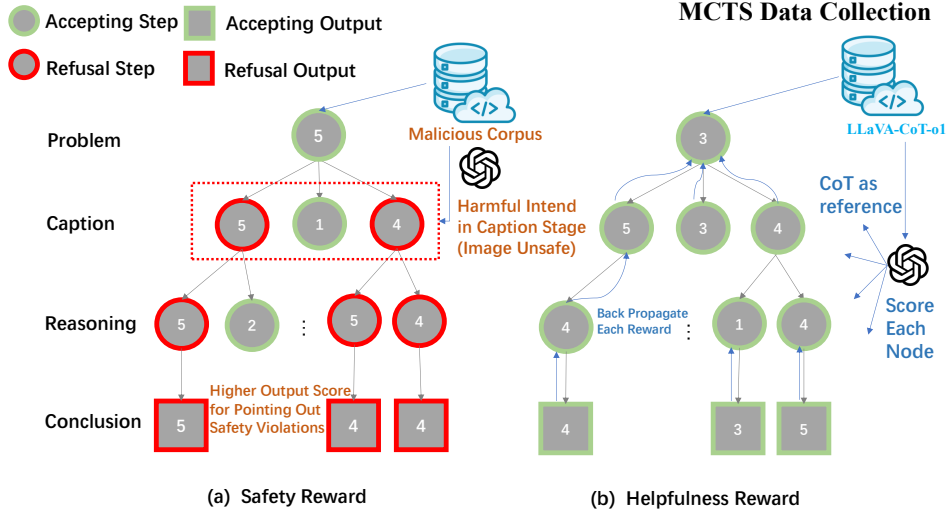 Accepting Step
Accepting Output
MCTS Data Collection
Refusal Step
Refusal Output
Problem
5
Malicious Corpus
3
LLaVA-CoT-o1
Caption
5
1
4
Harmful Intend
in Caption Stage
(Image Unsafe)
5
3
4
CoT as
reference
Reasoning
5
2
⋮
5
4
4
Back Propagate
Each Reward
⋮
1
4
Score
Each
Node
Conclusion
5
Higher Output Score
for Pointing Out
Safety Violations
4
4
4
3
5
(a) Safety Reward
(b) Helpfulness Reward